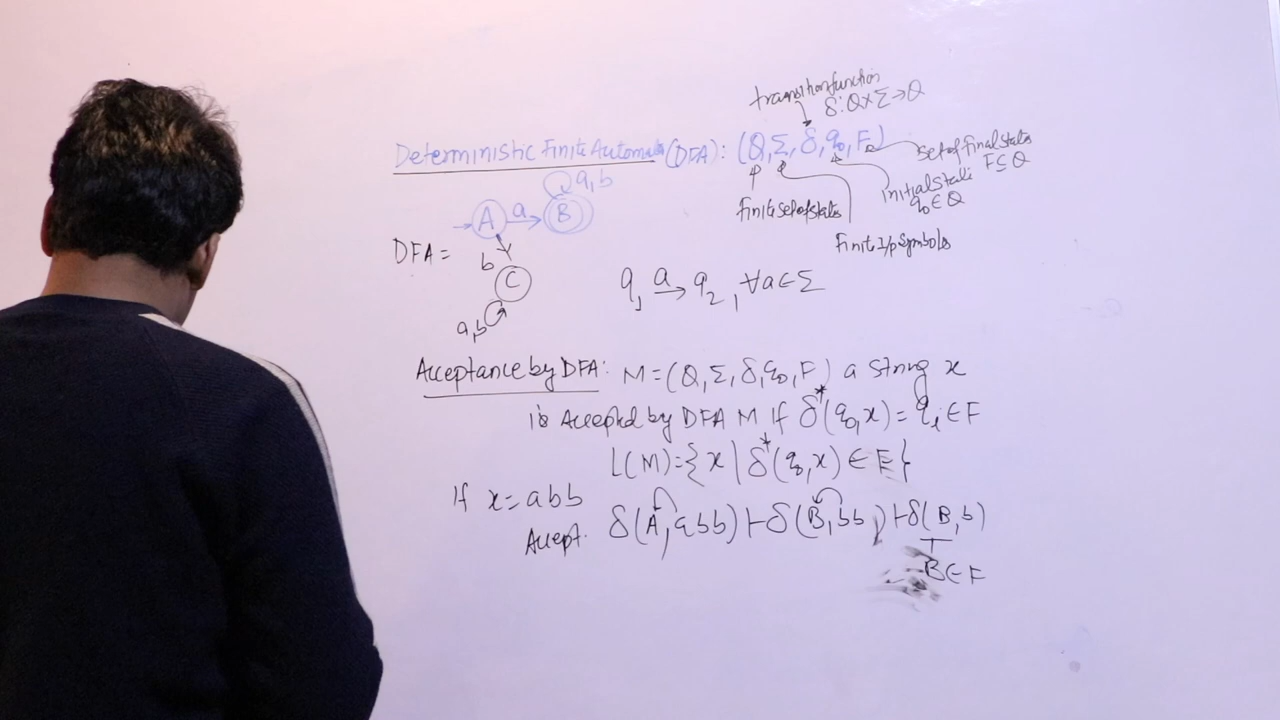 transition function
δ: Q×Σ→Q
Deterministic Finite Automata (DFA): (Q, Σ, δ, q₀, F)
set of final states
F⊆Q
initial state
q₀∈Q
finite set of states
finite I/p symbols
DFA =
A a B a,b
b
C
a,b
q₁ a→ q₂, ∀a∈Σ
Acceptance by DFA: M=(Q,Σ,δ,q₀,F) a string x
is Accepted by DFA M if δ*(q₀,x)=qᵢ∈F
L(M)={x | δ*(q₀,x)∈F}
If x=abb
Accept. δ(A,abb)⊢δ(B,bb)⊢δ(B,b)
⊤
B∈F